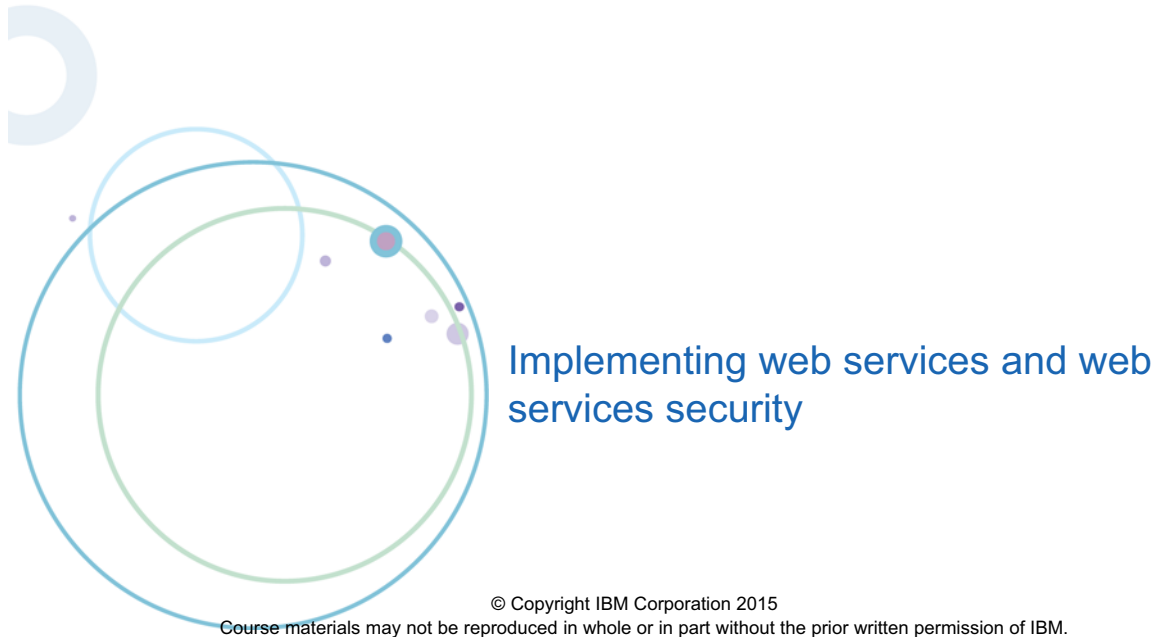 Implementing web services and web
services security
© Copyright IBM Corporation 2015
Course materials may not be reproduced in whole or in part without the prior written permission of IBM.